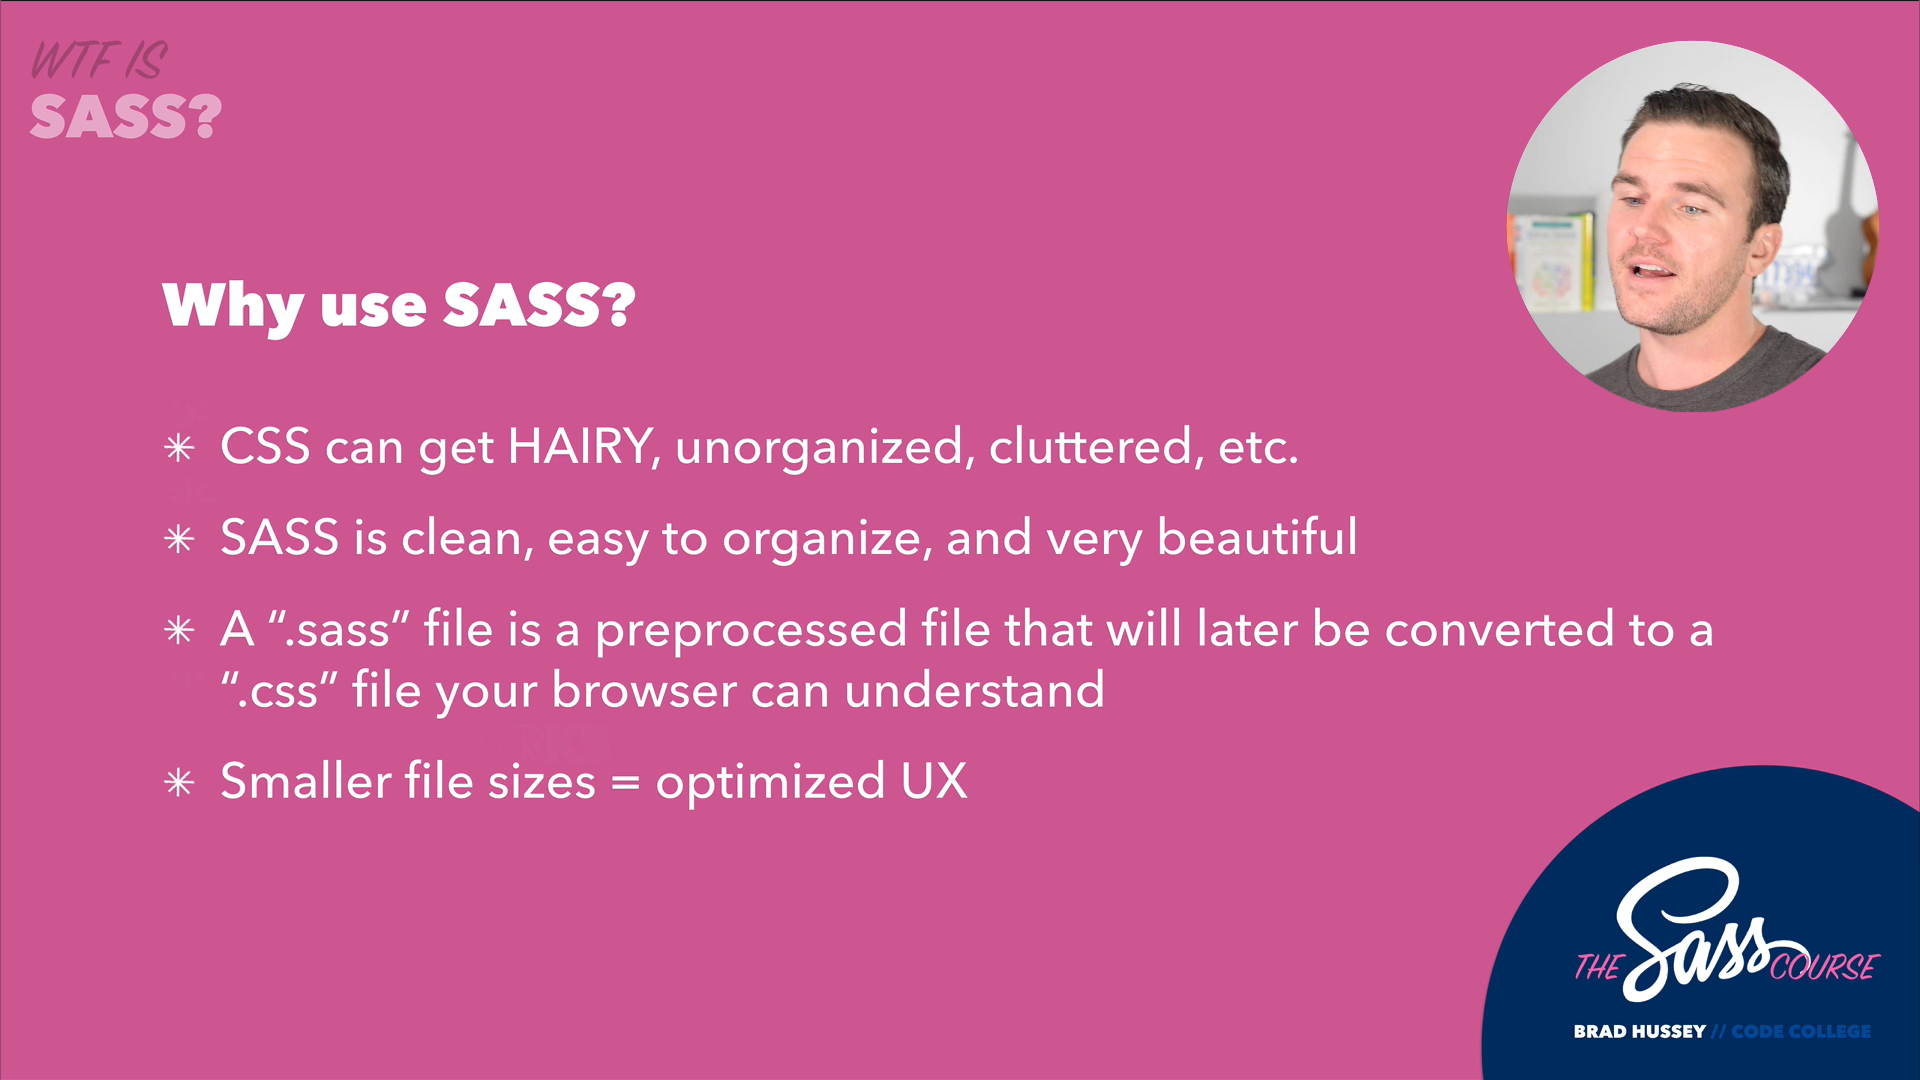 WTF IS
SASS?
Why use SASS?
✳ CSS can get HAIRY, unorganized, cluttered, etc.
✳ SASS is clean, easy to organize, and very beautiful
✳ A “.sass” file is a preprocessed file that will later be converted to a
“.css” file your browser can understand
✳ Smaller file sizes = optimized UX
THE Sass COURSE
BRAD HUSSEY // CODE COLLEGE